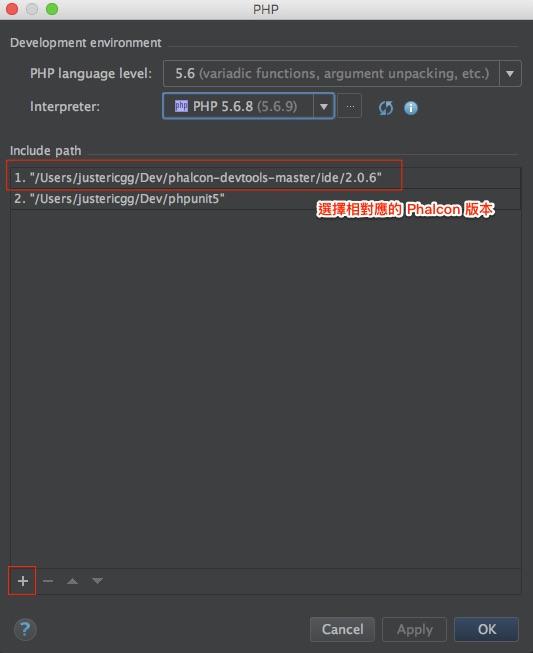 PHP
Development environment
PHP language level: 5.6 (variadic functions, argument unpacking, etc.)
Interpreter: php PHP 5.6.8 (5.6.9) ...
Include path
1. "/Users/justericgg/Dev/phalcon-devtools-master/ide/2.0.6"
2. "/Users/justericgg/Dev/phpunit5"
選擇相對應的 Phalcon 版本
? Cancel Apply OK